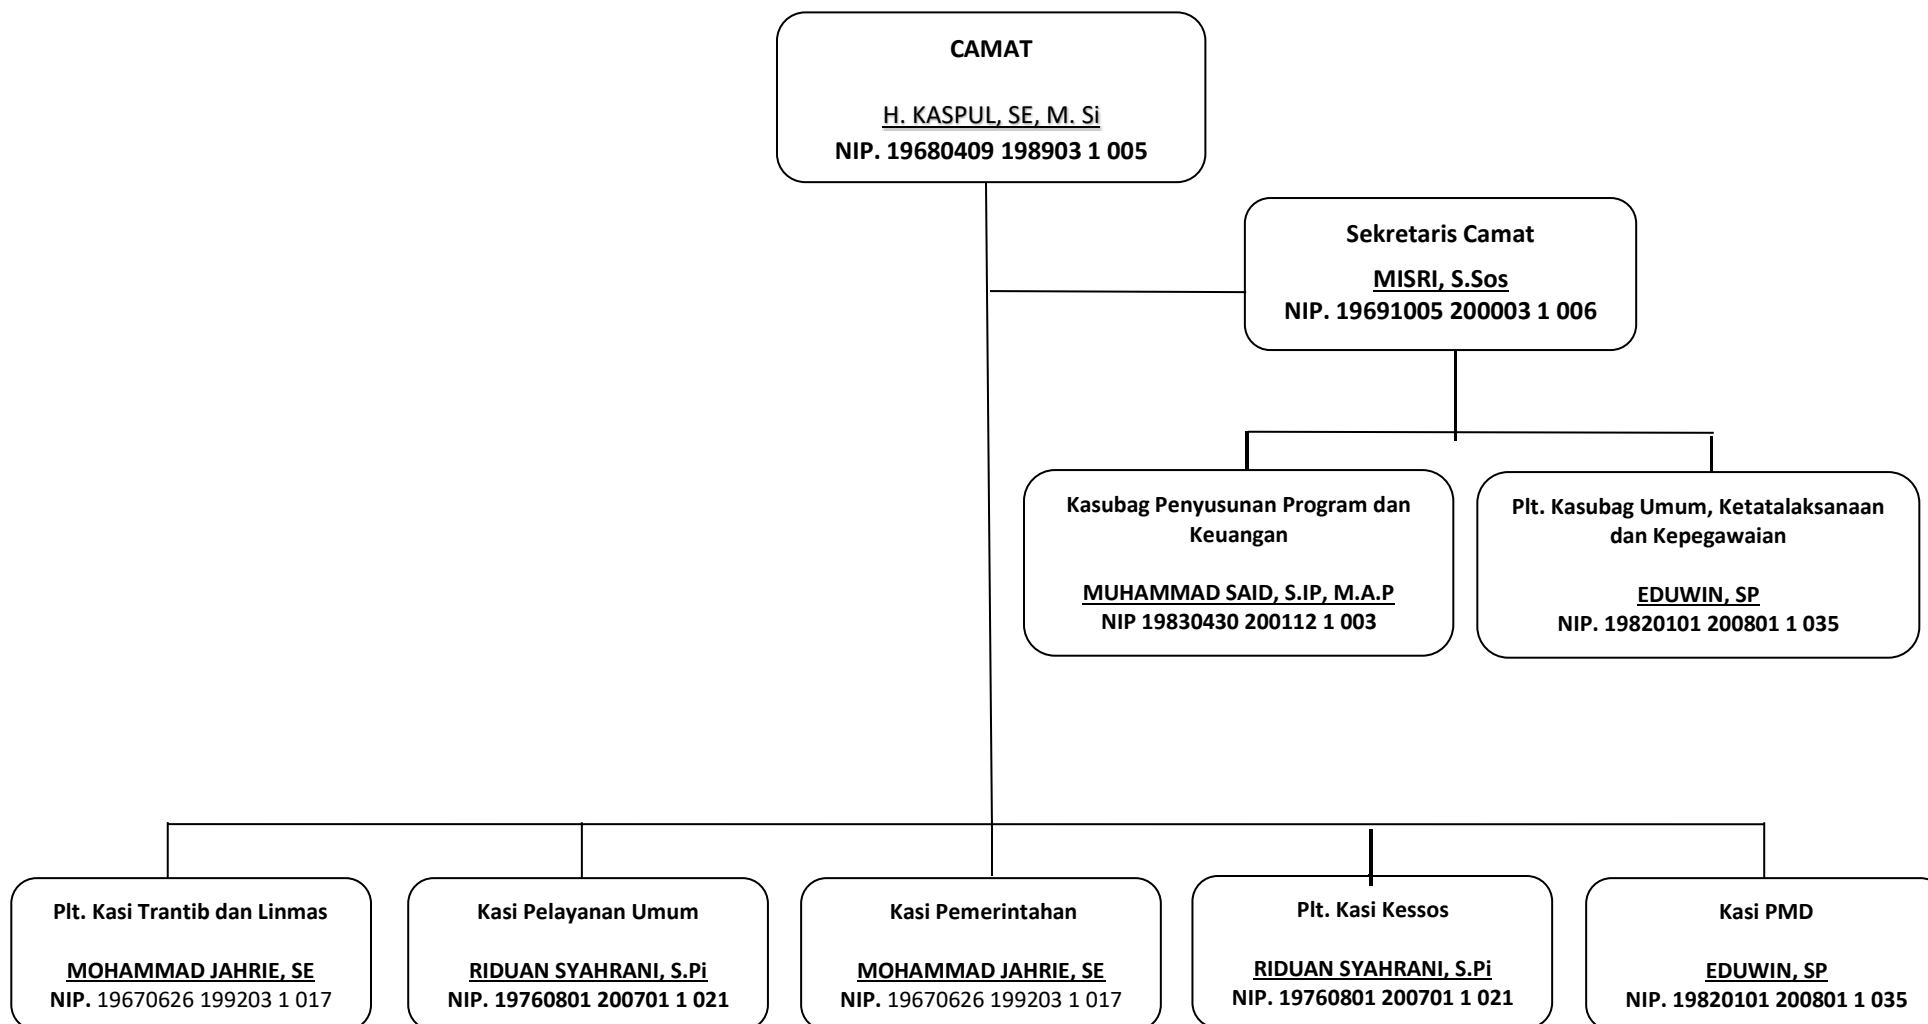 CAMAT
H. KASPUL, SE, M. Si
NIP. 19680409 198903 1 005
Sekretaris Camat
MISRI, S.Sos
NIP. 19691005 200003 1 006
Kasubag Penyusunan Program dan
Keuangan
MUHAMMAD SAID, S.IP, M.A.P
NIP 19830430 200112 1 003
Plt. Kasubag Umum, Ketatalaksanaan
dan Kepegawaian
EDUWIN, SP
NIP. 19820101 200801 1 035
Plt. Kasi Trantib dan Linmas
MOHAMMAD JAHRIE, SE
NIP. 19670626 199203 1 017
Kasi Pelayanan Umum
RIDUAN SYAHRANI, S.Pi
NIP. 19760801 200701 1 021
Kasi Pemerintahan
MOHAMMAD JAHRIE, SE
NIP. 19670626 199203 1 017
Plt. Kasi Kessos
RIDUAN SYAHRANI, S.Pi
NIP. 19760801 200701 1 021
Kasi PMD
EDUWIN, SP
NIP. 19820101 200801 1 035